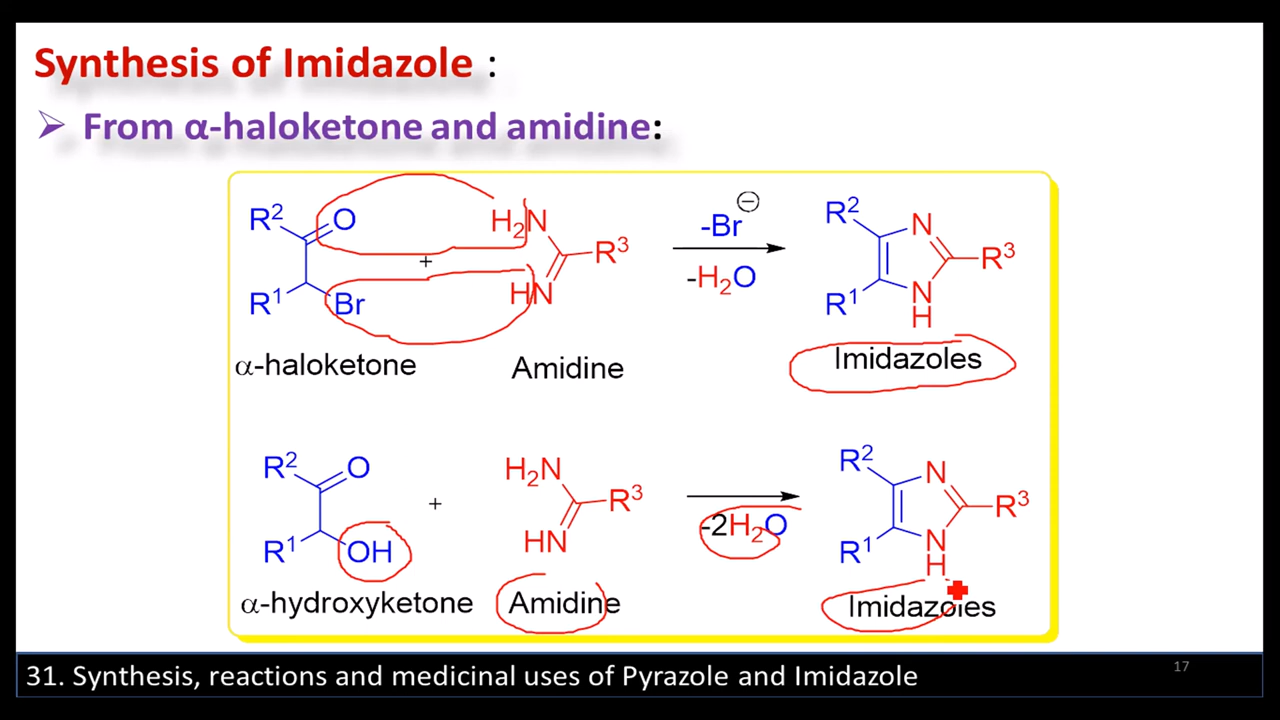 Synthesis of Imidazole :
➢ From α-haloketone and amidine:
R² O H₂N ⊖ R² N
+ R³ -Br R³
-H₂O
R¹ Br HN R¹ N
H
α-haloketone Amidine Imidazoles
R² O H₂N R² N
+ R³ R³
-2H₂O
R¹ OH HN R¹ N
H
α-hydroxyketone Amidine Imidazoles
31. Synthesis, reactions and medicinal uses of Pyrazole and Imidazole 17